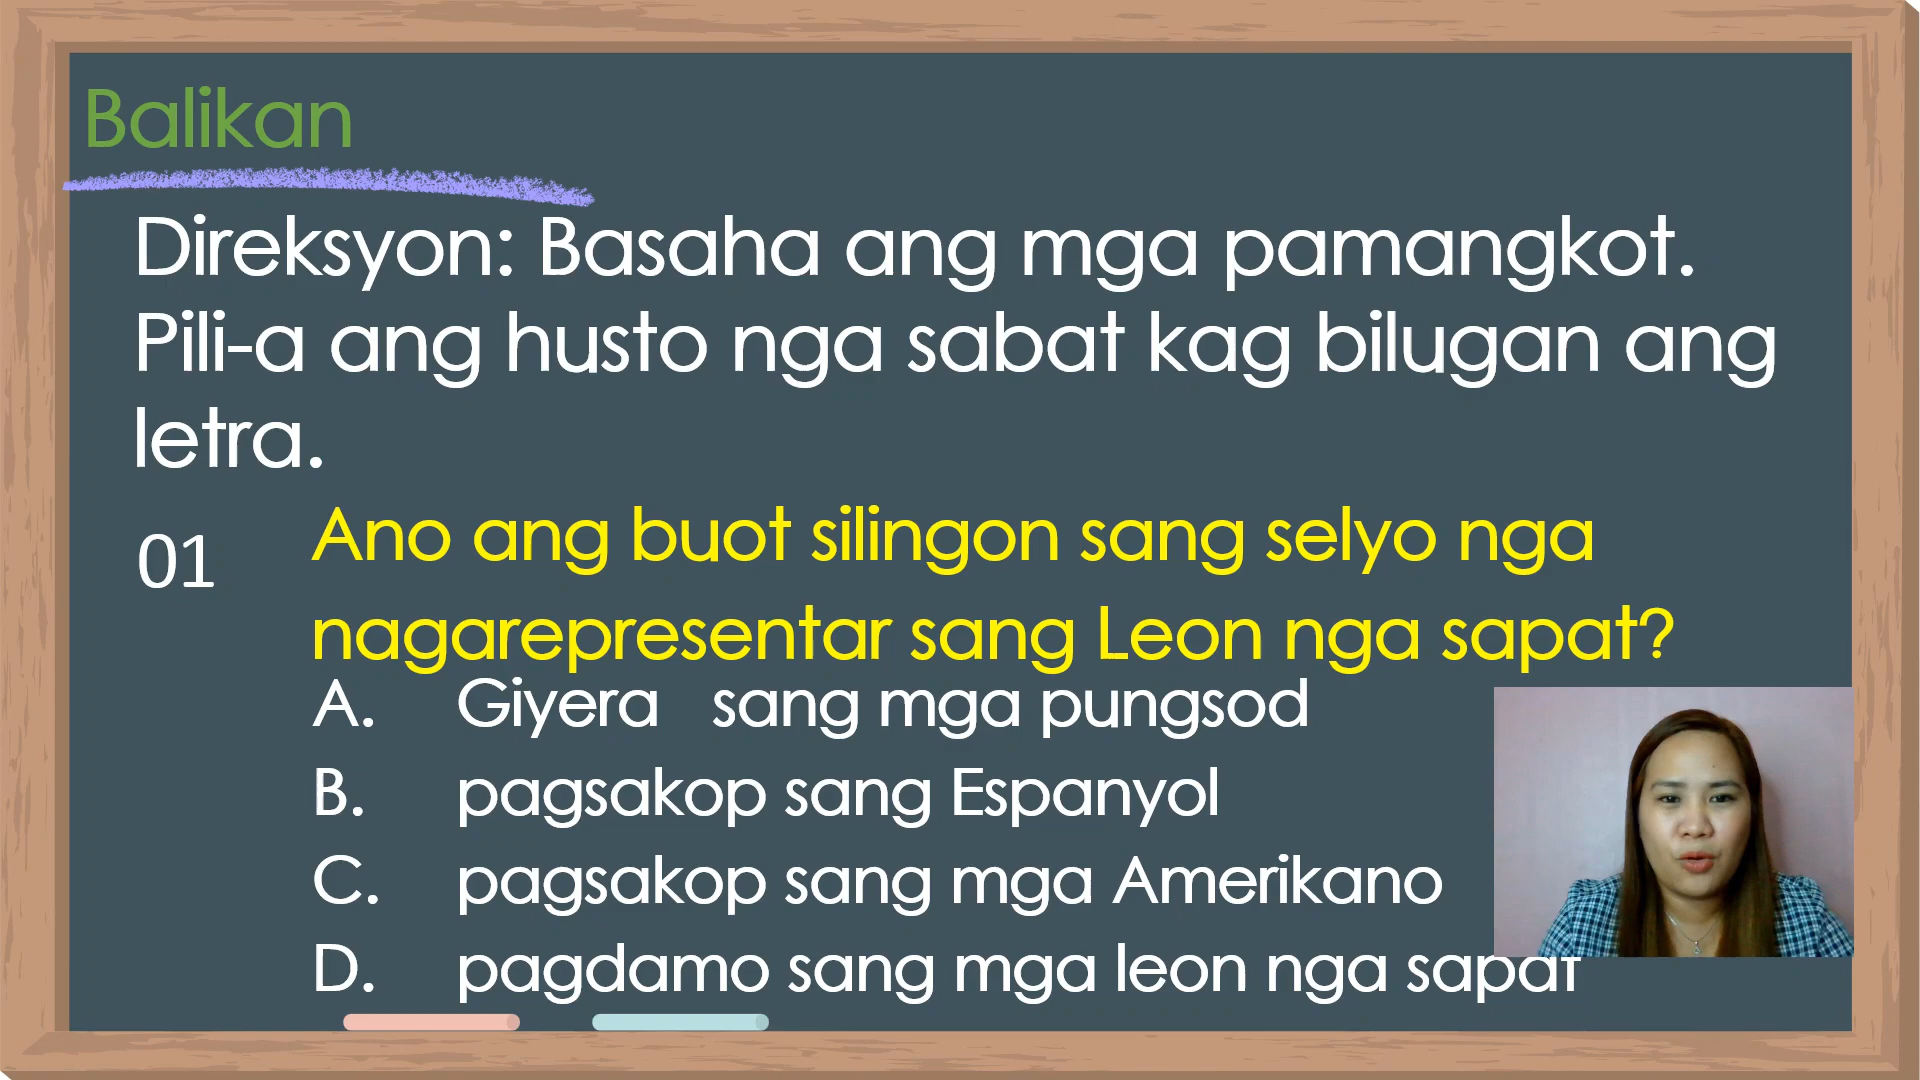 Balikan
Direksyon: Basaha ang mga pamangkot.
Pili-a ang husto nga sabat kag bilugan ang
letra.
01
Ano ang buot silingon sang selyo nga
nagarepresentar sang Leon nga sapat?
A. Giyera sang mga pungsod
B. pagsakop sang Espanyol
C. pagsakop sang mga Amerikano
D. pagdamo sang mga leon nga sapat